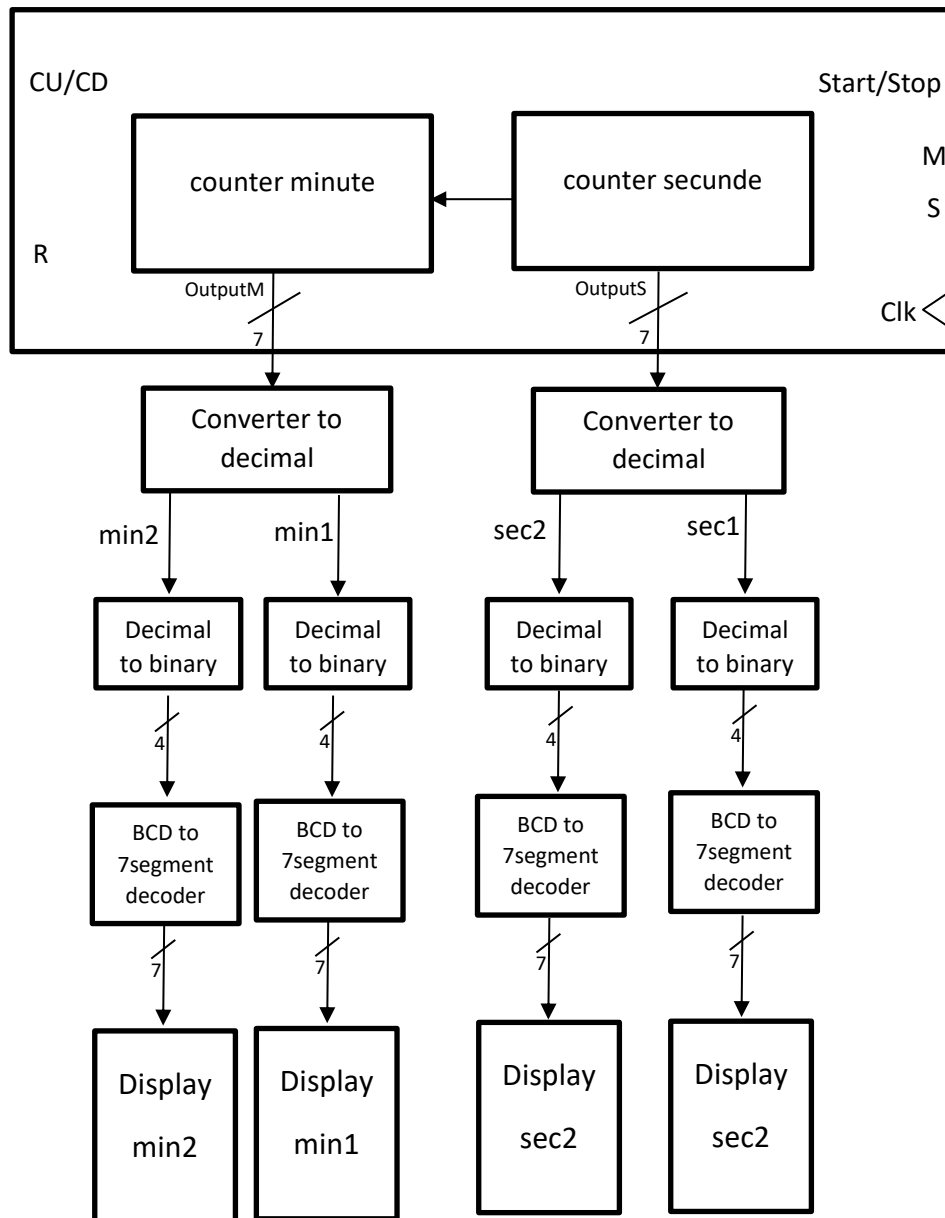 CU/CD
Start/Stop
counter minute
counter secunde
M
S
R
OutputM
OutputS
Clk
7
7
Converter to
decimal
Converter to
decimal
min2
min1
sec2
sec1
Decimal
to binary
Decimal
to binary
Decimal
to binary
Decimal
to binary
4
4
4
4
BCD to
7segment
decoder
BCD to
7segment
decoder
BCD to
7segment
decoder
BCD to
7segment
decoder
7
7
7
7
Display
min2
Display
min1
Display
sec2
Display
sec2